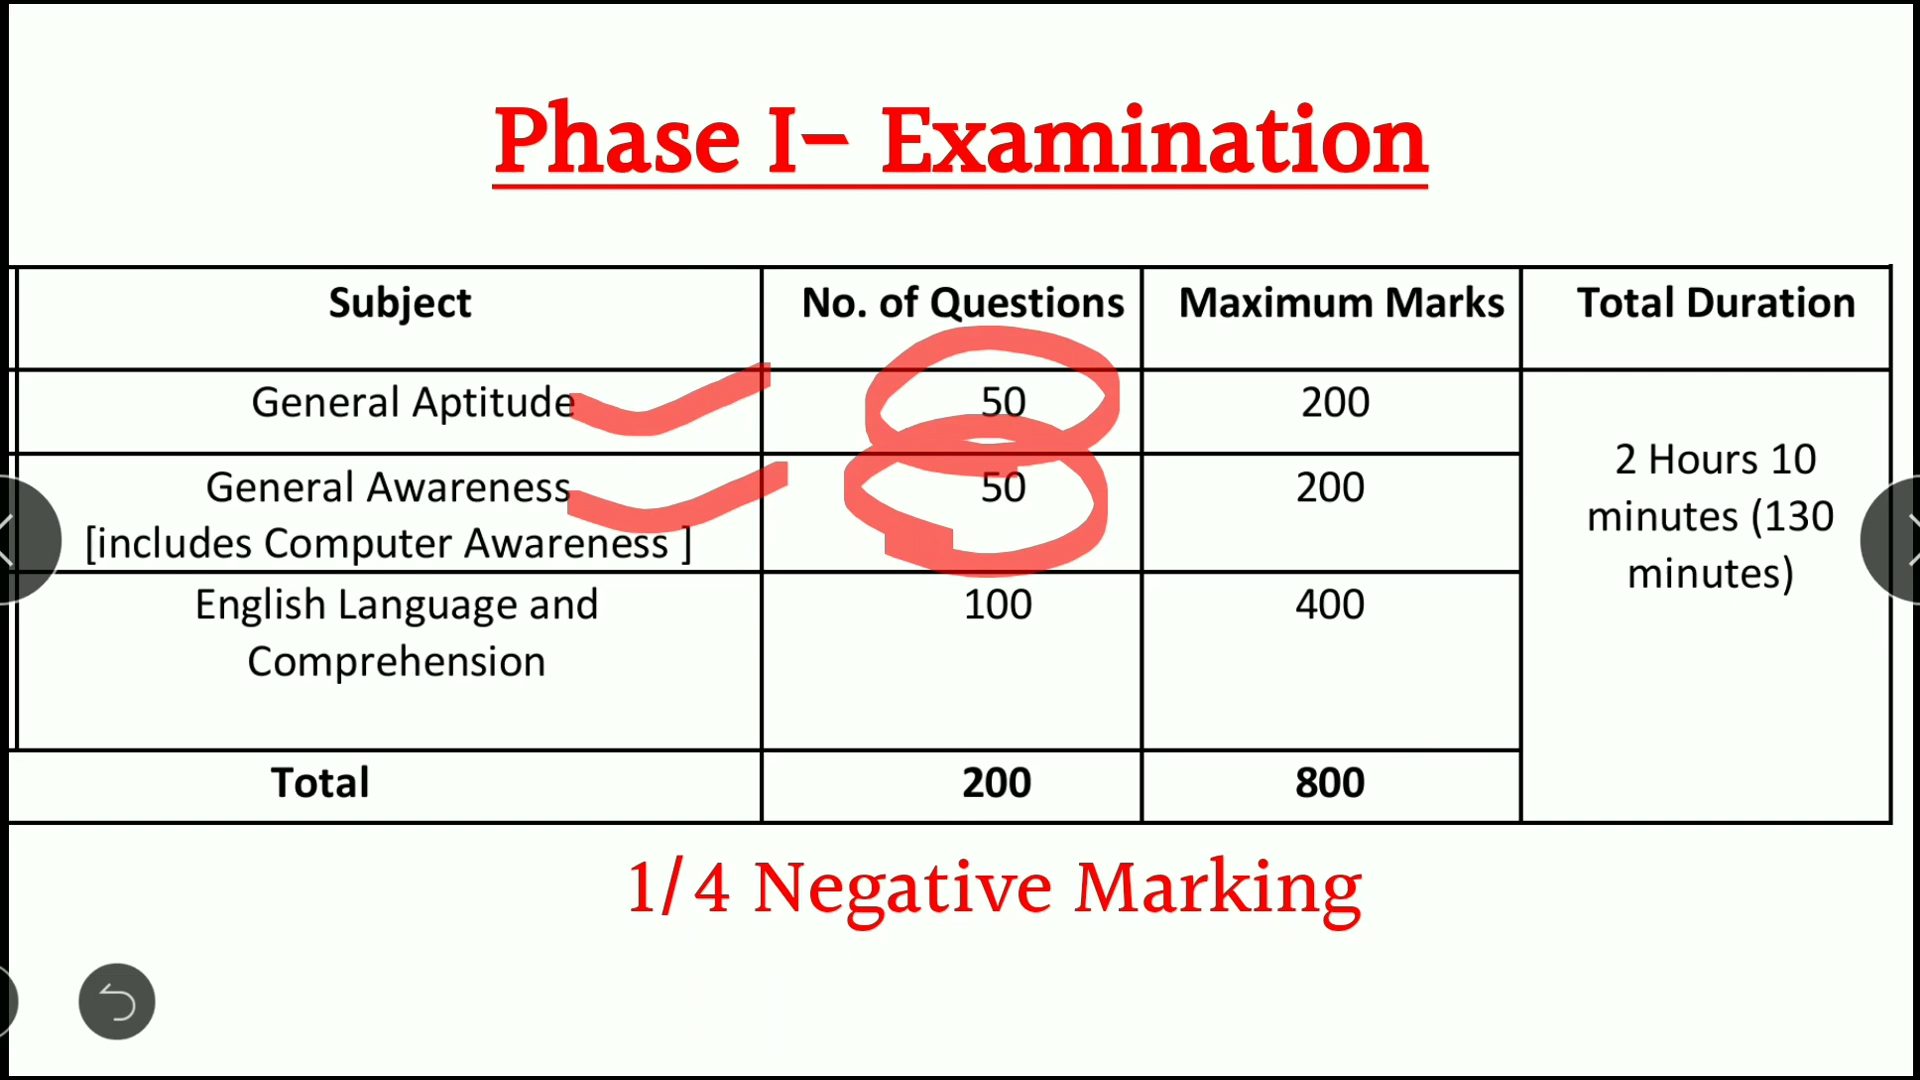 Phase I– Examination
Subject No. of Questions Maximum Marks Total Duration
General Aptitude 50 200
General Awareness 50 200
[includes Computer Awareness ]
2 Hours 10
minutes (130
minutes)
English Language and 100 400
Comprehension
Total 200 800
1/4 Negative Marking